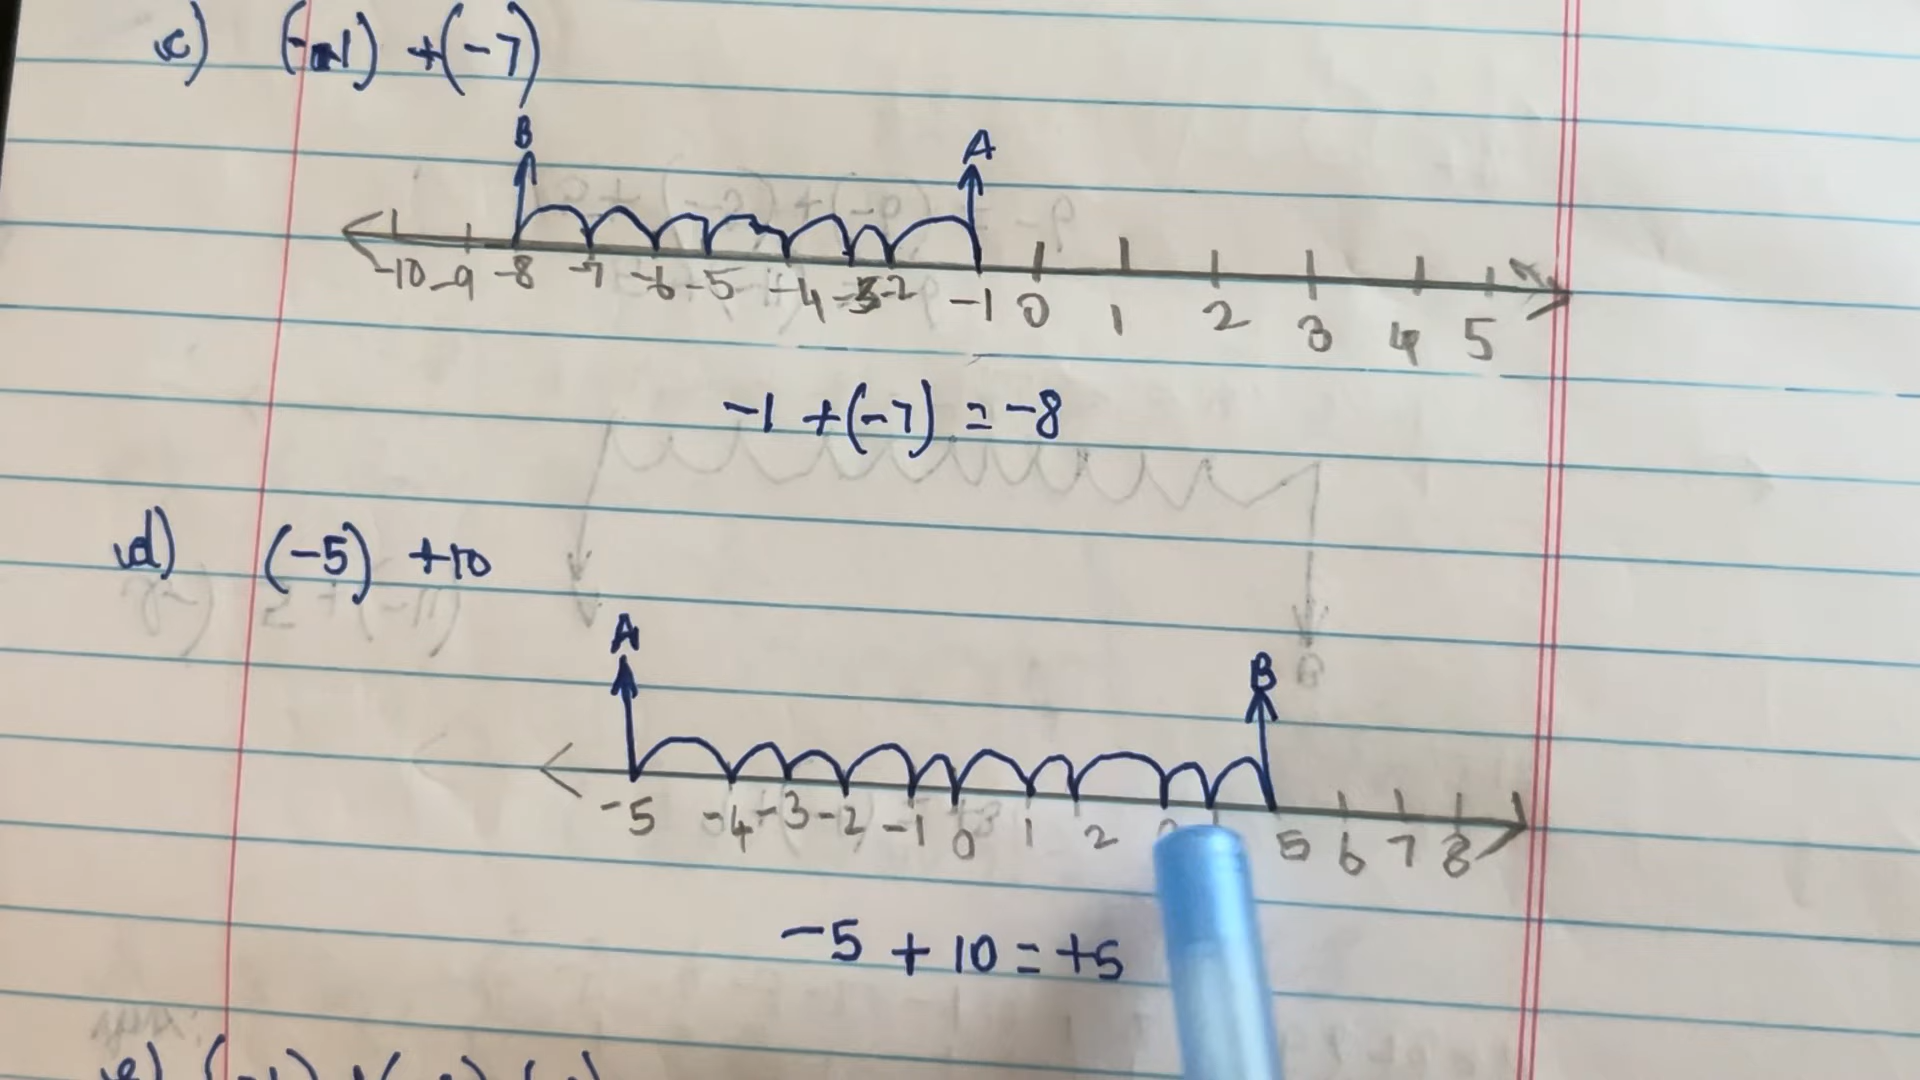 c) (-1) + (-7)
B A
-10 -9 -8 -7 -6 -5 -4 -3 -2 -1 0 1 2 3 4 5
-1 + (-7) = -8
d) (-5) + 10
A B
-5 -4 -3 -2 -1 0 1 2 5 6 7 8
-5 + 10 = +5
e)